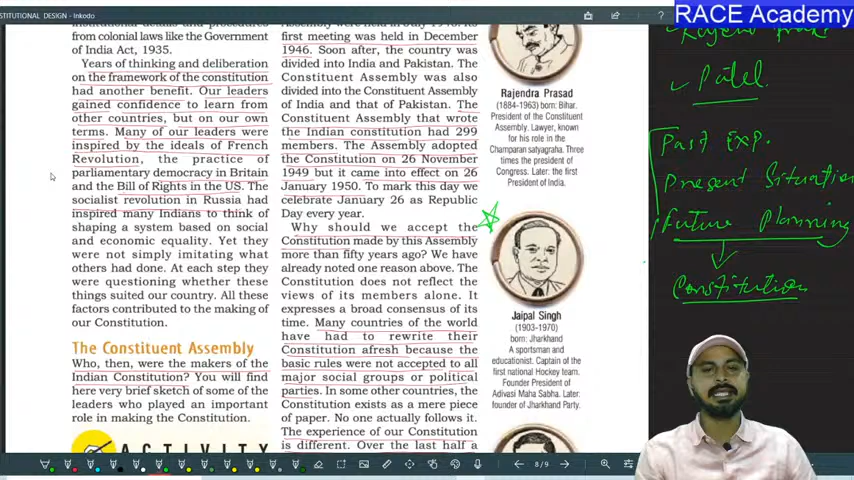 STITUTIONAL DESIGN - Inkodo
RACE Academy
from colonial laws like the Government
of India Act, 1935.
Years of thinking and deliberation
on the framework of the constitution
had another benefit. Our leaders
gained confidence to learn from
other countries, but on our own
terms. Many of our leaders were
inspired by the ideals of French
Revolution, the practice of
parliamentary democracy in Britain
and the Bill of Rights in the US. The
socialist revolution in Russia had
inspired many Indians to think of
shaping a system based on social
and economic equality. Yet they
were not simply imitating what
others had done. At each step they
were questioning whether these
things suited our country. All these
factors contributed to the making of
our Constitution.
The Constituent Assembly
Who, then, were the makers of the
Indian Constitution? You will find
here very brief sketch of some of the
leaders who played an important
role in making the Constitution.
ACTIVITY
first meeting was held in December
1946. Soon after, the country was
divided into India and Pakistan. The
Constituent Assembly was also
divided into the Constituent Assembly
of India and that of Pakistan. The
Constituent Assembly that wrote
the Indian constitution had 299
members. The Assembly adopted
the Constitution on 26 November
1949 but it came into effect on 26
January 1950. To mark this day we
celebrate January 26 as Republic
Day every year.
Why should we accept the
Constitution made by this Assembly
more than fifty years ago? We have
already noted one reason above. The
Constitution does not reflect the
views of its members alone. It
expresses a broad consensus of its
time. Many countries of the world
have had to rewrite their
Constitution afresh because the
basic rules were not accepted to all
major social groups or political
parties. In some other countries, the
Constitution exists as a mere piece
of paper. No one actually follows it.
The experience of our Constitution
is different. Over the last half a
Rajendra Prasad
(1884-1963) born: Bihar.
President of the Constituent
Assembly. Lawyer, known
for his role in the
Champaran satyagraha. Three
times the president of
Congress. Later: the first
President of India.
Jaipal Singh
(1903-1970)
born: Jharkhand
A sportsman and
educationist. Captain of the
first national Hockey team.
Founder President of
Adivasi Maha Sabha. Later:
founder of Jharkhand Party.
Patel
Past Exp.
Present Situation
Future Planning
Constitution
8/9